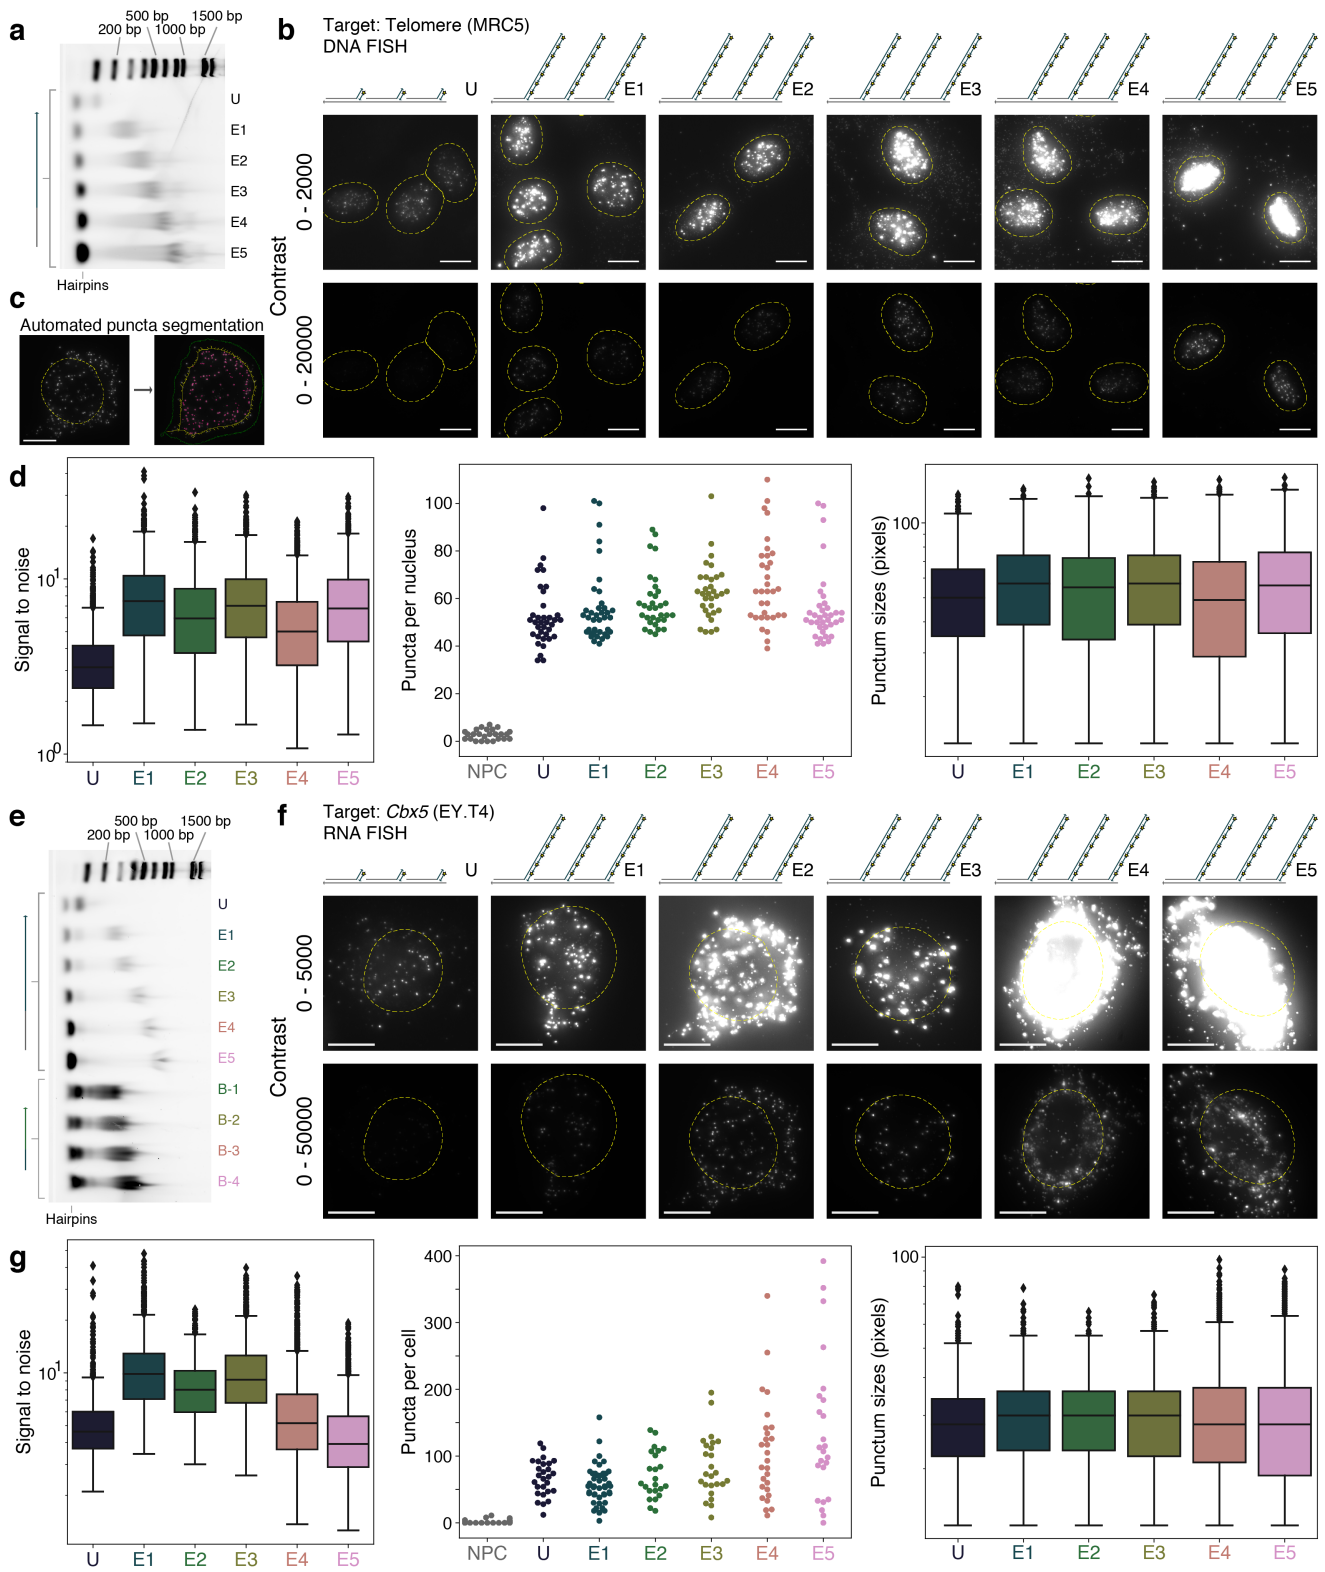 a
500 bp
1500 bp
200 bp
1000 bp
U
E1
E2
E3
E4
E5
Hairpins
b
Target: Telomere (MRC5)
DNA FISH
U
E1
E2
E3
E4
E5
Contrast
0 - 2000
0 - 20000
c
Automated puncta segmentation
d
Signal to noise
10¹
10⁰
U
E1
E2
E3
E4
E5
Puncta per nucleus
100
80
60
40
20
0
NPC
U
E1
E2
E3
E4
E5
Punctum sizes (pixels)
100
U
E1
E2
E3
E4
E5
e
500 bp
1500 bp
200 bp
1000 bp
U
E1
E2
E3
E4
E5
B-1
B-2
B-3
B-4
Hairpins
f
Target: Cbx5 (EY.T4)
RNA FISH
U
E1
E2
E3
E4
E5
Contrast
0 - 5000
0 - 50000
g
Signal to noise
10¹
U
E1
E2
E3
E4
E5
Puncta per cell
400
300
200
100
0
NPC
U
E1
E2
E3
E4
E5
Punctum sizes (pixels)
100
U
E1
E2
E3
E4
E5